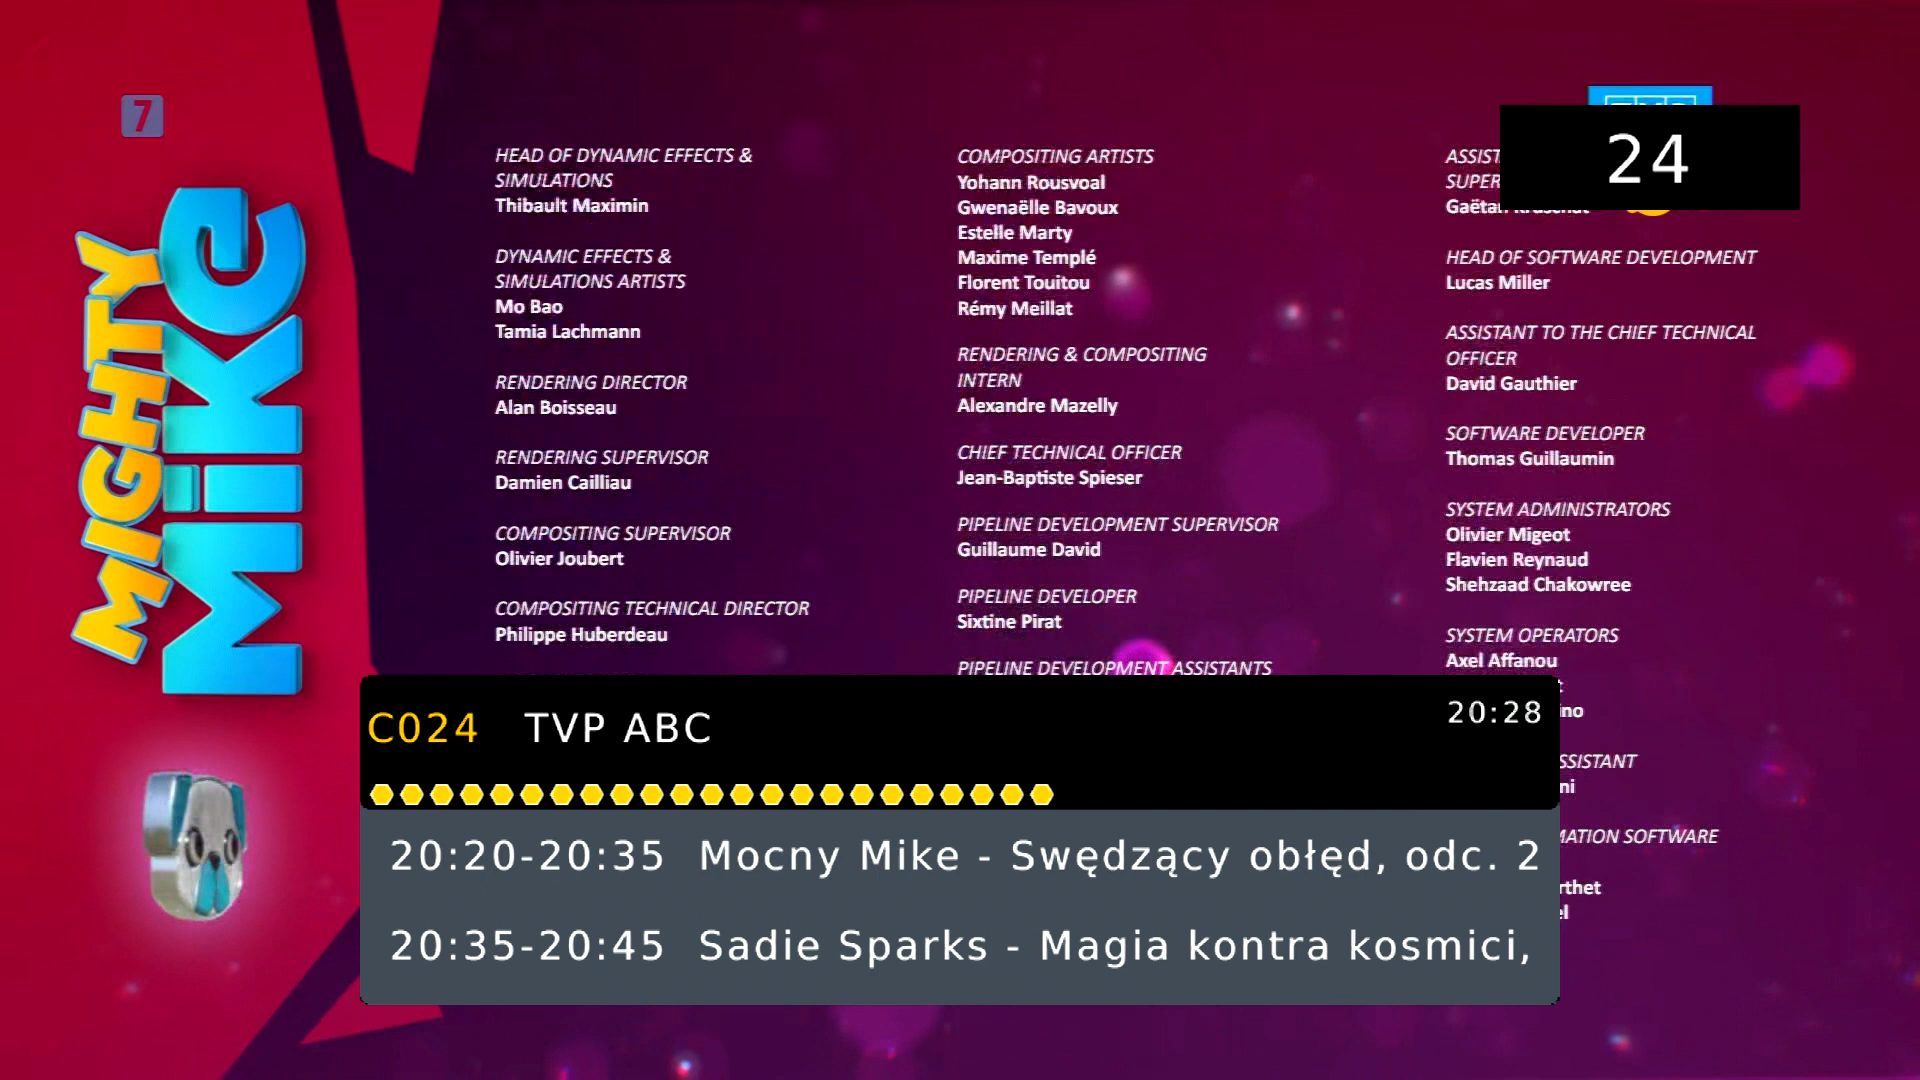 7
MIGHTY
MiKe
HEAD OF DYNAMIC EFFECTS &
SIMULATIONS
Thibault Maximin
DYNAMIC EFFECTS &
SIMULATIONS ARTISTS
Mo Bao
Tamia Lachmann
RENDERING DIRECTOR
Alan Boisseau
RENDERING SUPERVISOR
Damien Cailliau
COMPOSITING SUPERVISOR
Olivier Joubert
COMPOSITING TECHNICAL DIRECTOR
Philippe Huberdeau
COMPOSITING ARTISTS
Yohann Rousvoal
Gwenaëlle Bavoux
Estelle Marty
Maxime Templé
Florent Touitou
Rémy Meillat
RENDERING & COMPOSITING
INTERN
Alexandre Mazelly
CHIEF TECHNICAL OFFICER
Jean-Baptiste Spieser
PIPELINE DEVELOPMENT SUPERVISOR
Guillaume David
PIPELINE DEVELOPER
Sixtine Pirat
PIPELINE DEVELOPMENT ASSISTANTS
24
Gaëtan
HEAD OF SOFTWARE DEVELOPMENT
Lucas Miller
ASSISTANT TO THE CHIEF TECHNICAL
OFFICER
David Gauthier
SOFTWARE DEVELOPER
Thomas Guillaumin
SYSTEM ADMINISTRATORS
Olivier Migeot
Flavien Reynaud
Shehzaad Chakowree
SYSTEM OPERATORS
Axel Affanou
SOFTWARE
C024 TVP ABC 20:28
20:20-20:35 Mocny Mike - Swędzący obłęd, odc. 2
20:35-20:45 Sadie Sparks - Magia kontra kosmici,